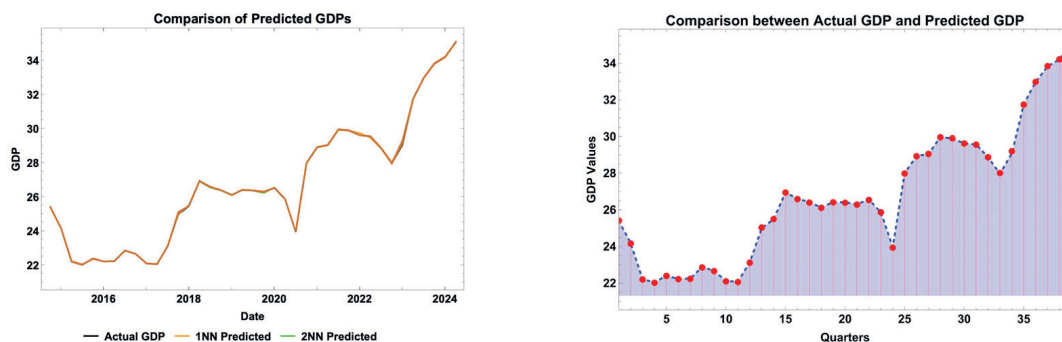 Comparison of Predicted GDPs
GDP
34
32
30
28
26
24
22
2016
2018
2020
2022
2024
Date
Actual GDP
1NN Predicted
2NN Predicted
Comparison between Actual GDP and Predicted GDP
GDP Values
34
32
30
28
26
24
22
5
10
15
20
25
30
35
Quarters